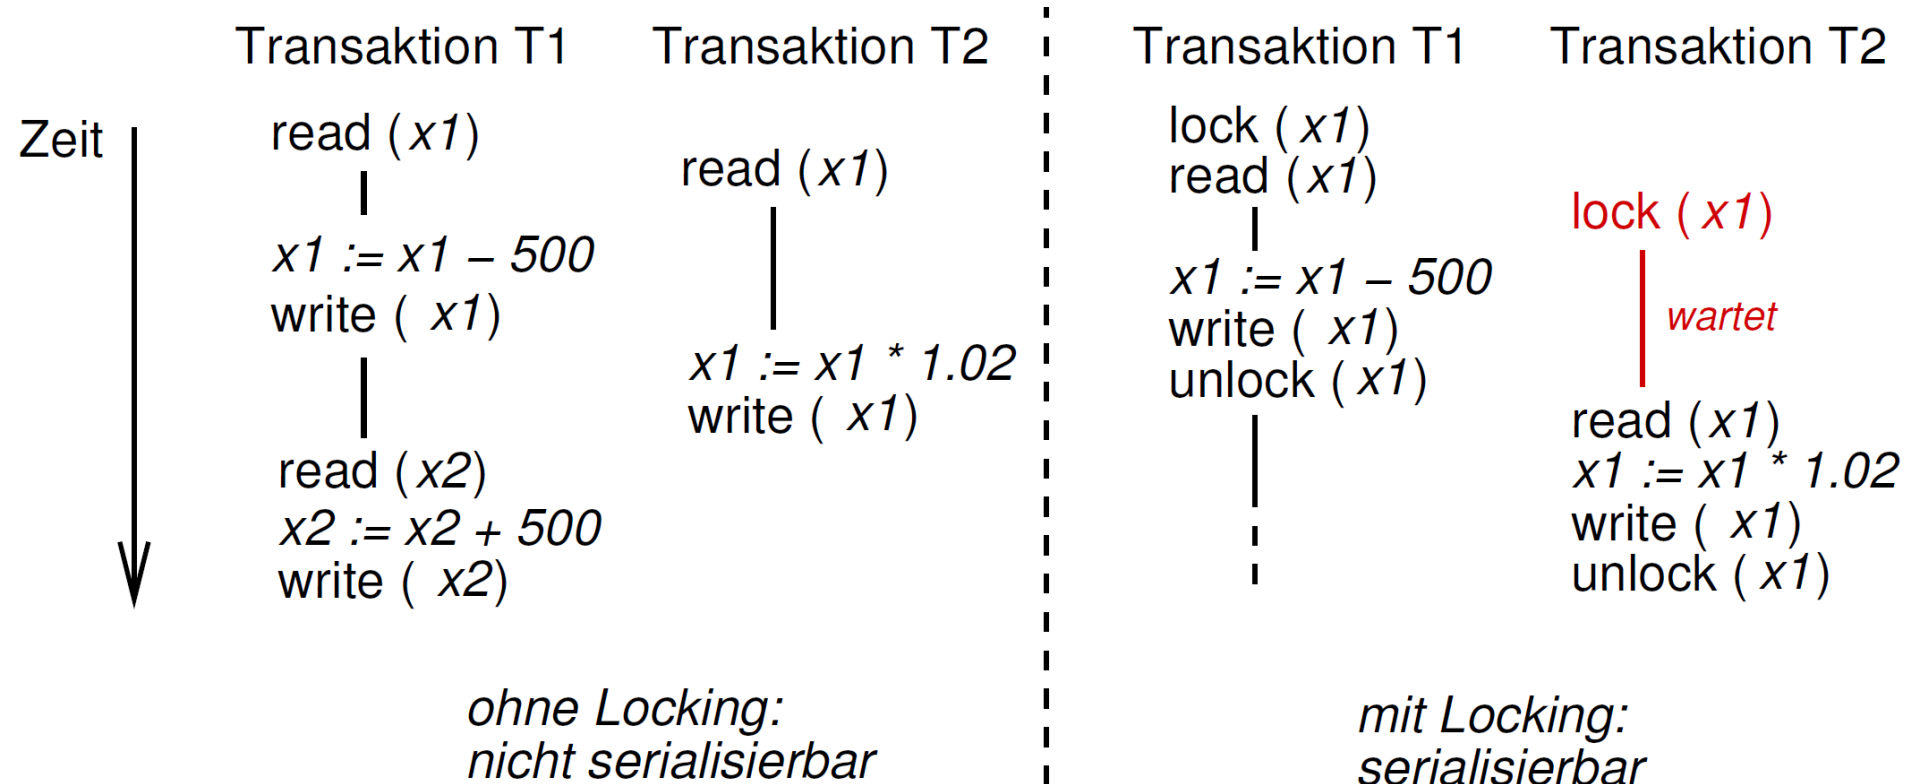 Transaktion T1
Transaktion T2
Zeit
read (x1)
read (x1)
x1 := x1 – 500
write ( x1)
x1 := x1 * 1.02
write ( x1)
read (x2)
x2 := x2 + 500
write ( x2)
ohne Locking:
nicht serialisierbar
Transaktion T1
Transaktion T2
lock ( x1)
read (x1)
lock ( x1)
x1 := x1 – 500
wartet
write ( x1)
unlock ( x1)
read (x1)
x1 := x1 * 1.02
write ( x1)
unlock ( x1)
mit Locking:
serialisierbar